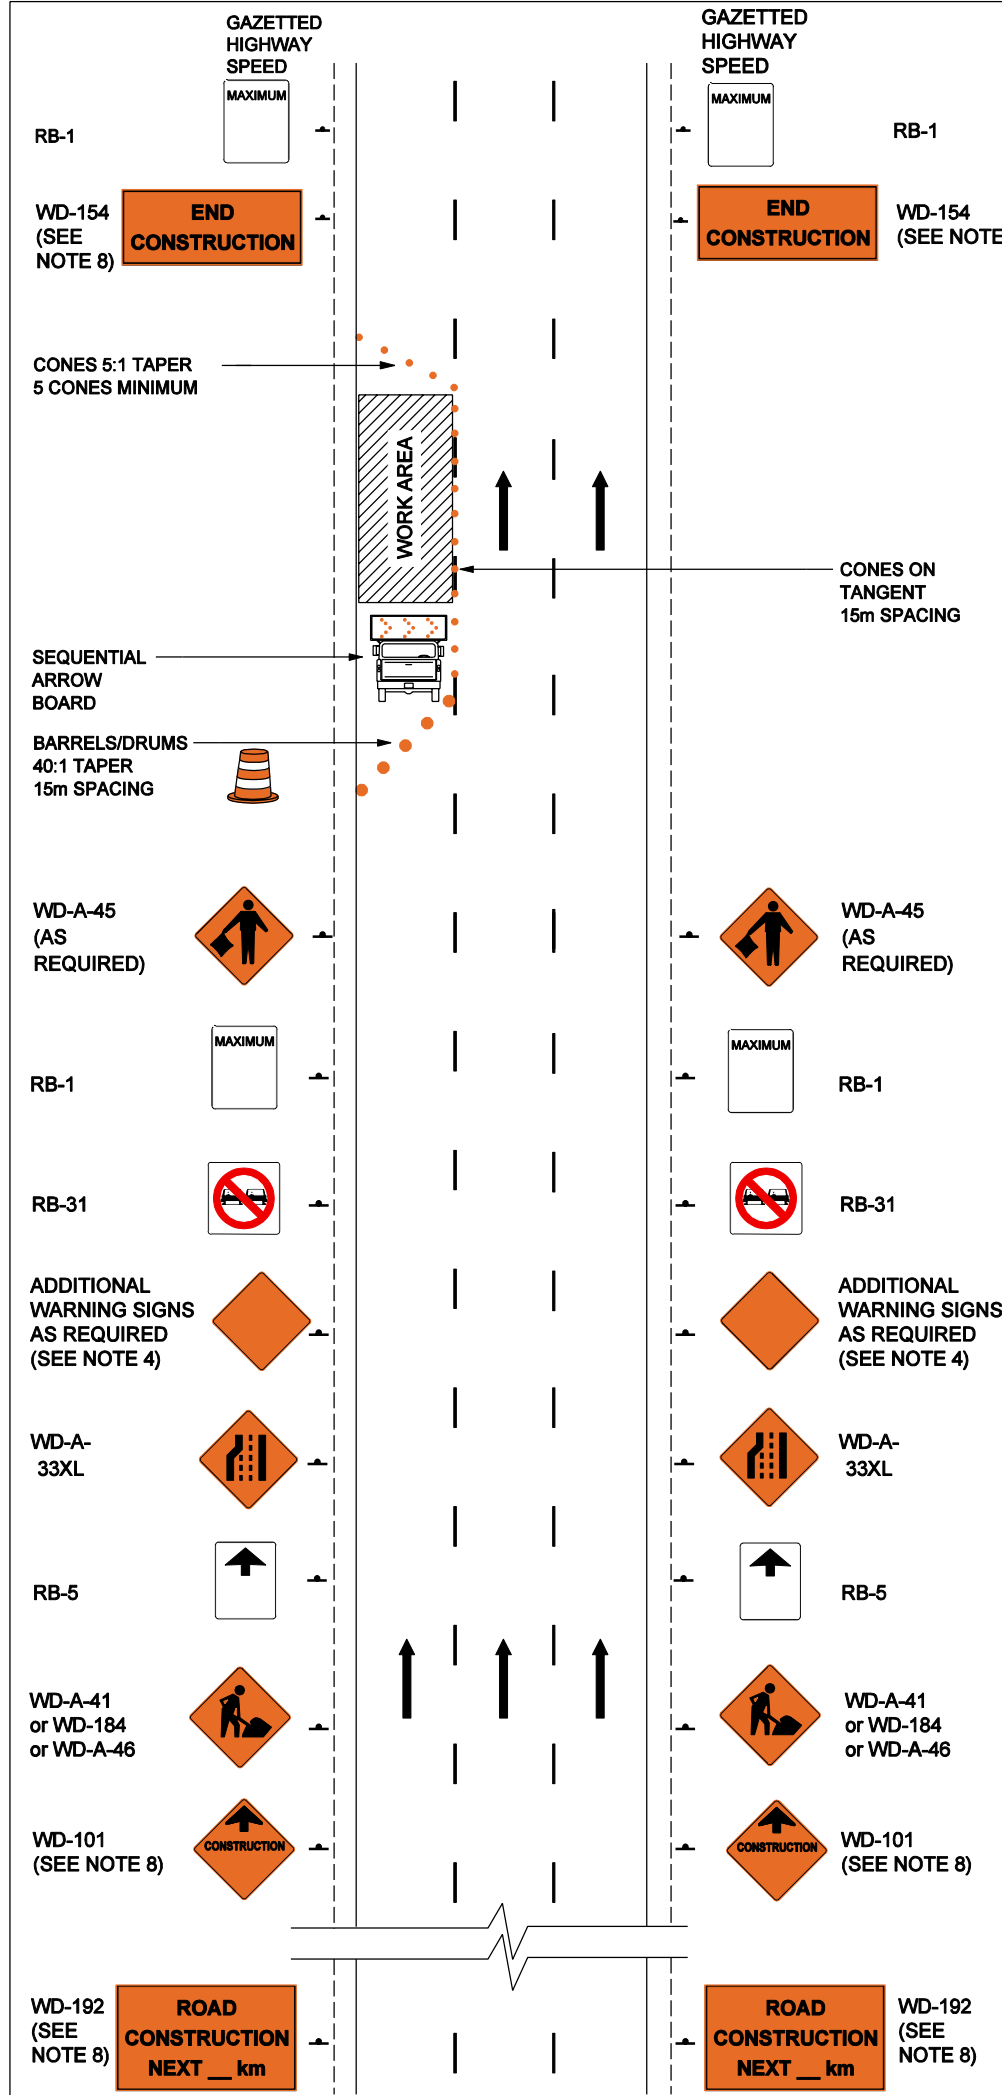 GAZETTED
HIGHWAY
SPEED
GAZETTED
HIGHWAY
SPEED
MAXIMUM
MAXIMUM
RB-1
RB-1
WD-154
(SEE
NOTE 8)
END
CONSTRUCTION
END
CONSTRUCTION
WD-154
(SEE NOTE
CONES 5:1 TAPER
5 CONES MINIMUM
WORK AREA
CONES ON
TANGENT
15m SPACING
SEQUENTIAL
ARROW
BOARD
BARRELS/DRUMS
40:1 TAPER
15m SPACING
WD-A-45
(AS
REQUIRED)
WD-A-45
(AS
REQUIRED)
MAXIMUM
MAXIMUM
RB-1
RB-1
RB-31
RB-31
ADDITIONAL
WARNING SIGNS
AS REQUIRED
(SEE NOTE 4)
ADDITIONAL
WARNING SIGNS
AS REQUIRED
(SEE NOTE 4)
WD-A-
33XL
WD-A-
33XL
RB-5
RB-5
WD-A-41
or WD-184
or WD-A-46
WD-A-41
or WD-184
or WD-A-46
WD-101
(SEE NOTE 8)
CONSTRUCTION
CONSTRUCTION
WD-101
(SEE NOTE 8)
WD-192
(SEE
NOTE 8)
ROAD
CONSTRUCTION
NEXT __ km
ROAD
CONSTRUCTION
NEXT __ km
WD-192
(SEE
NOTE 8)